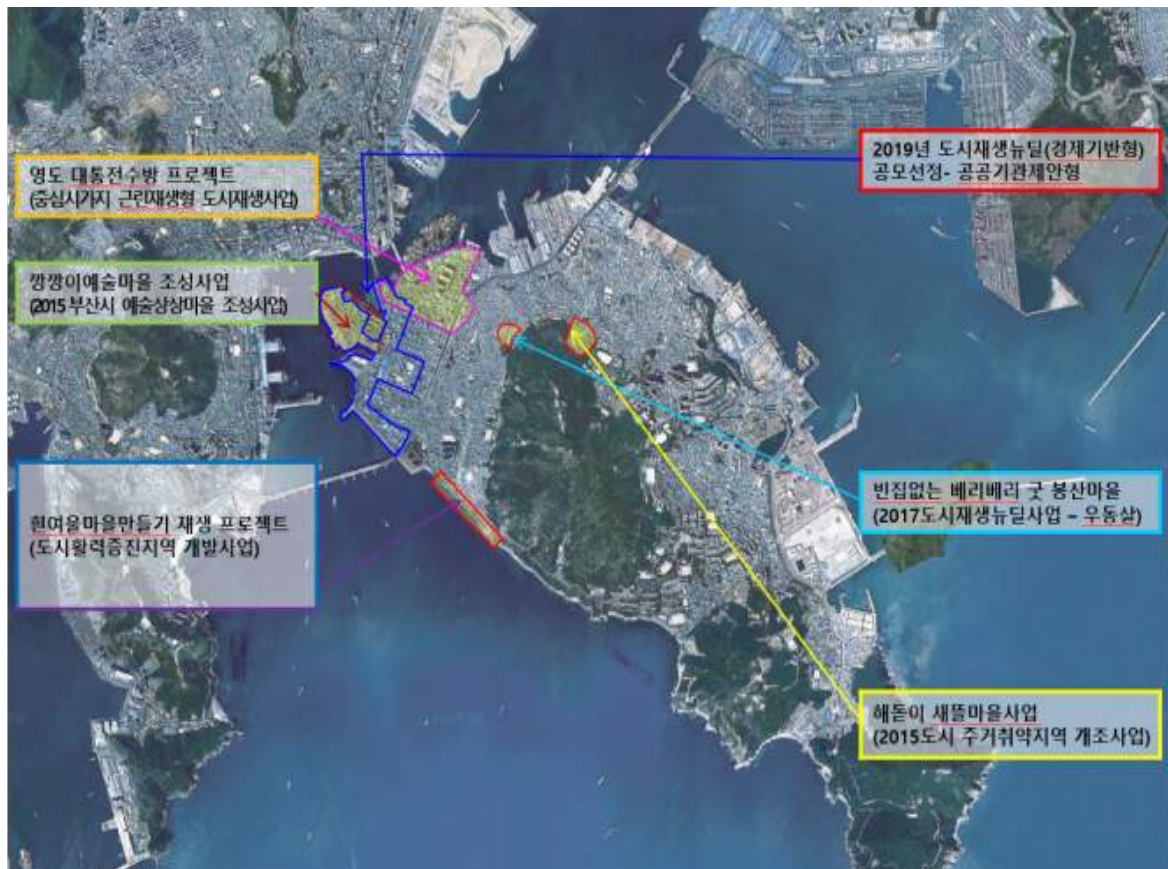 영도 대통전수방 프로젝트
(중심시가지 근린재생형 도시재생사업)
깡깡이예술마을 조성사업
(2015 부산시 예술상상마을 조성사업)
흰여울마을만들기 재생 프로젝트
(도시활력증진지역 개발사업)
2019년 도시재생뉴딜(경제기반형)
공모선정- 공공기관제안형
빈집없는 베리베리 굿 봉산마을
(2017도시재생뉴딜사업 – 우동살)
해돋이 새뜰마을사업
(2015도시 주거취약지역 개조사업)